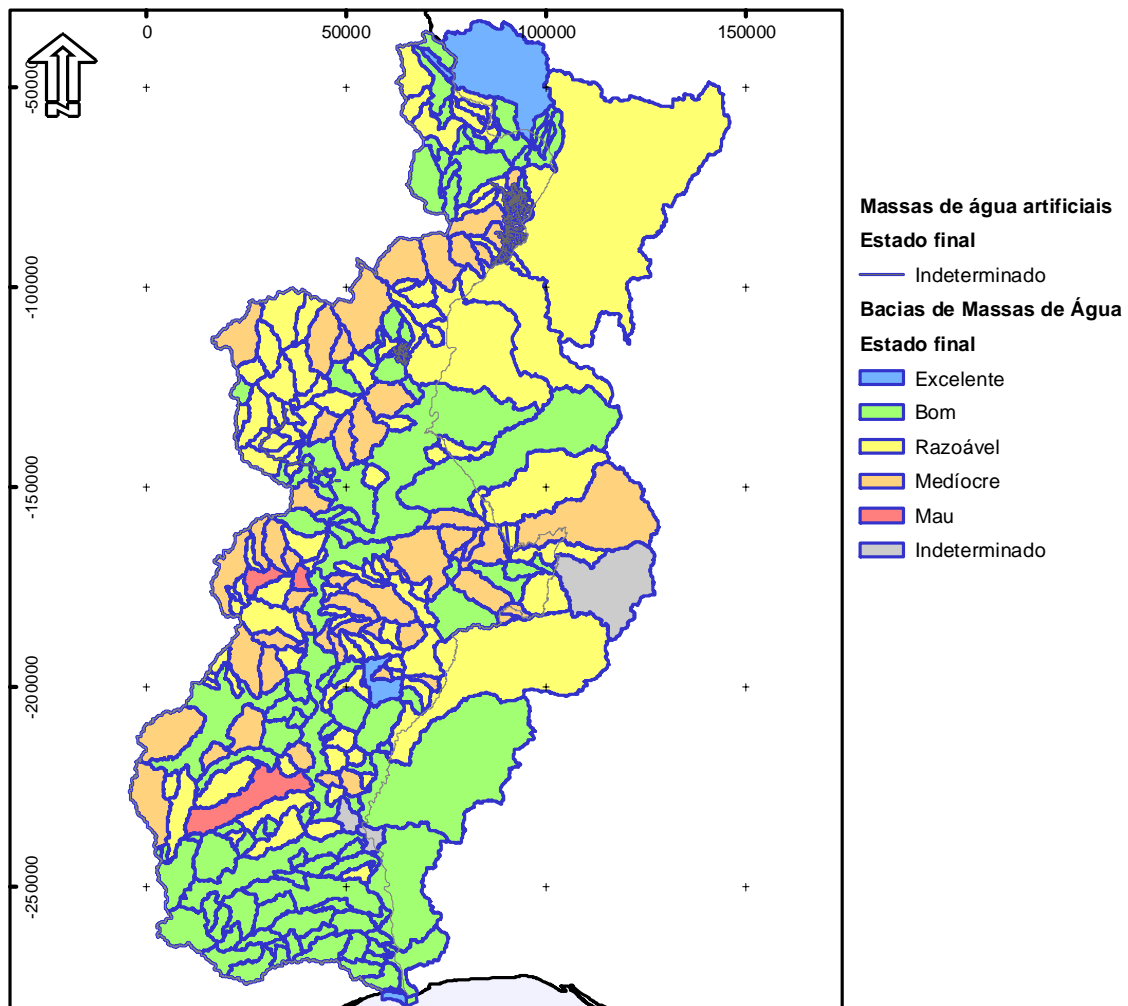 0 50000 100000 150000
-50000
-100000
-150000
-200000
-250000
N
Massas de água artificiais
Estado final
Indeterminado
Bacias de Massas de Água
Estado final
Excelente
Bom
Razoável
Medíocre
Mau
Indeterminado